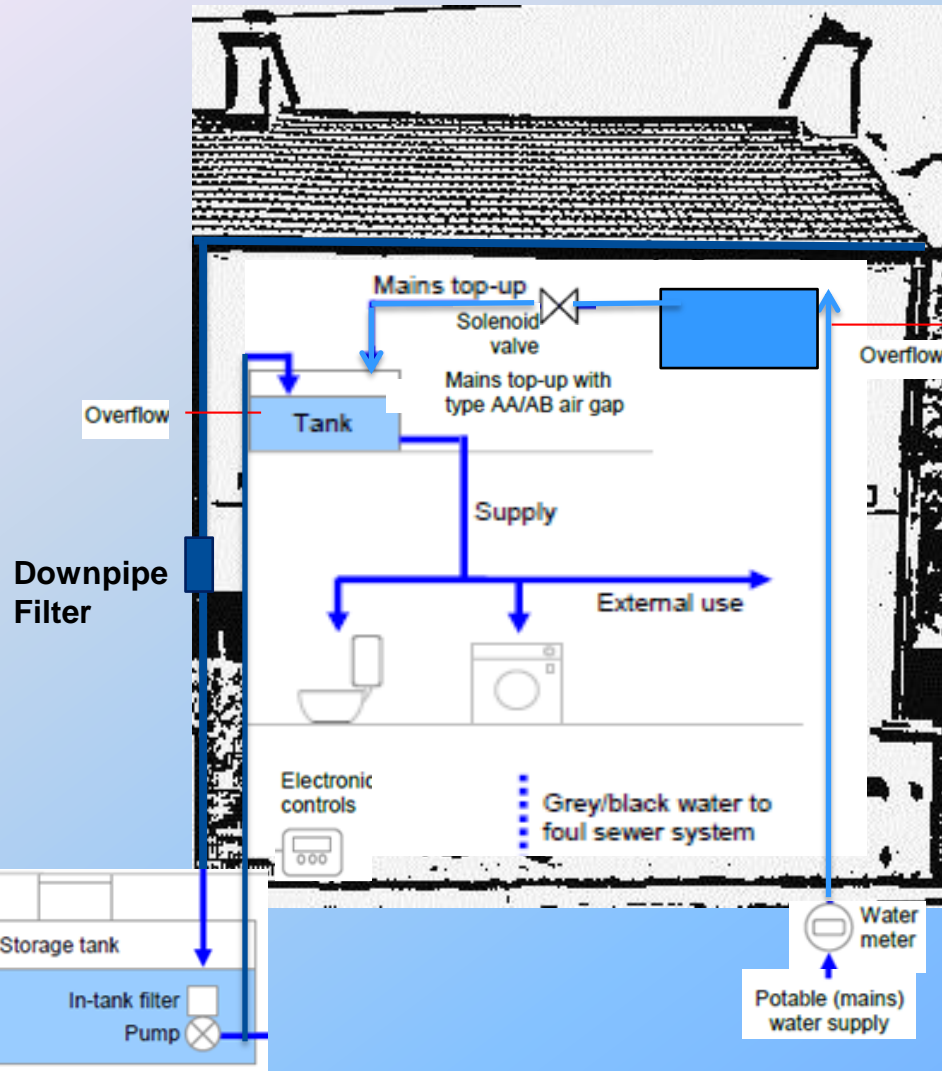 Mains top-up
Solenoid
valve
Overflow
Mains top-up with
type AA/AB air gap
Overflow
Tank
Supply
Downpipe
Filter
External use
Electronic
controls
Grey/black water to
foul sewer system
Water
meter
Storage tank
In-tank filter
Pump
Potable (mains)
water supply